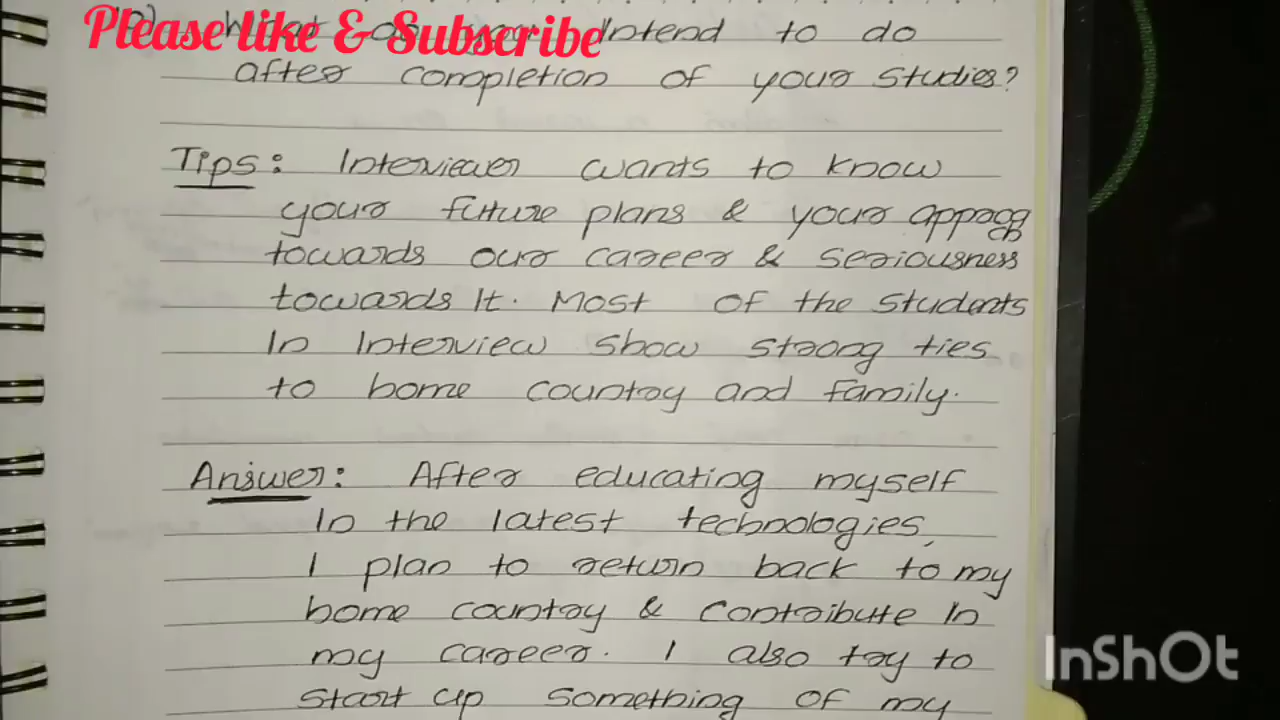 Please like & Subscribe
Intend to do
after completion of your studies?
Tips: Interviewer wants to know
your future plans & your
towards our career & seriousness
towards It. Most of the students
In Interview show strong ties
to home country and family.
Answer: After educating myself
In the latest technologies,
I plan to return back to my
home country & contribute In
my career. I also try to
start up something of my
InShOt